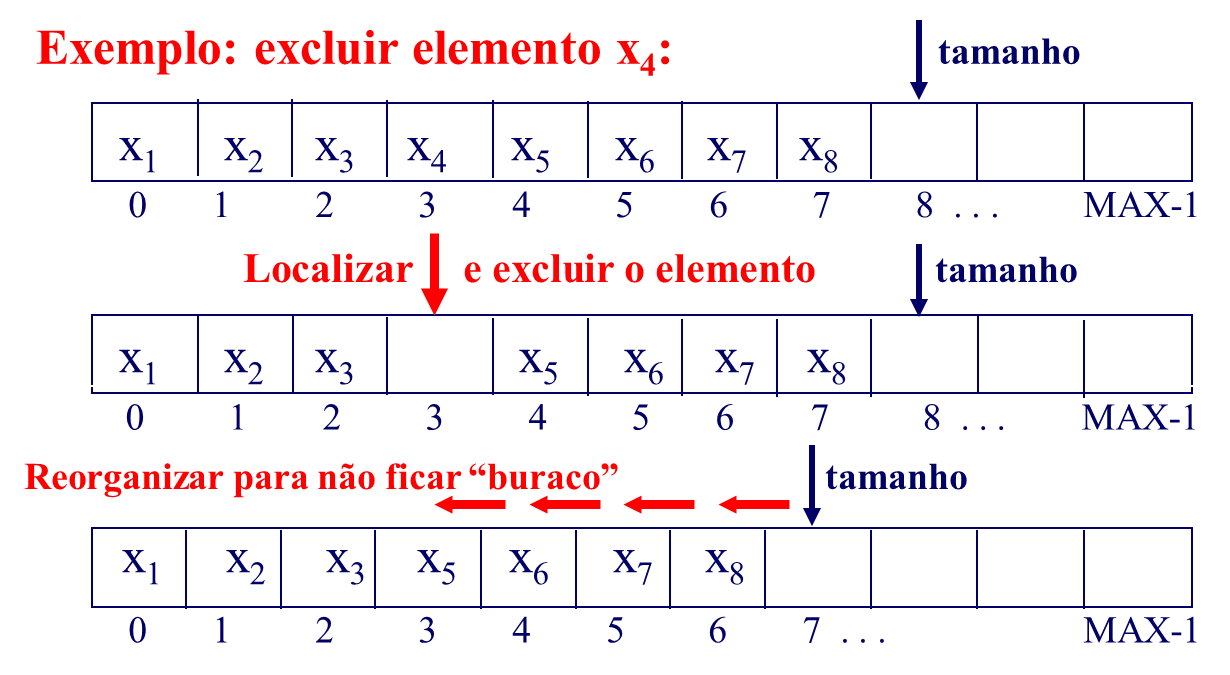 Exemplo: excluir elemento x₄:
tamanho
x₁ x₂ x₃ x₄ x₅ x₆ x₇ x₈
0 1 2 3 4 5 6 7 8 . . . MAX-1
Localizar e excluir o elemento
tamanho
x₁ x₂ x₃ x₅ x₆ x₇ x₈
0 1 2 3 4 5 6 7 8 . . . MAX-1
Reorganizar para não ficar “buraco”
tamanho
x₁ x₂ x₃ x₅ x₆ x₇ x₈
0 1 2 3 4 5 6 7 . . . MAX-1